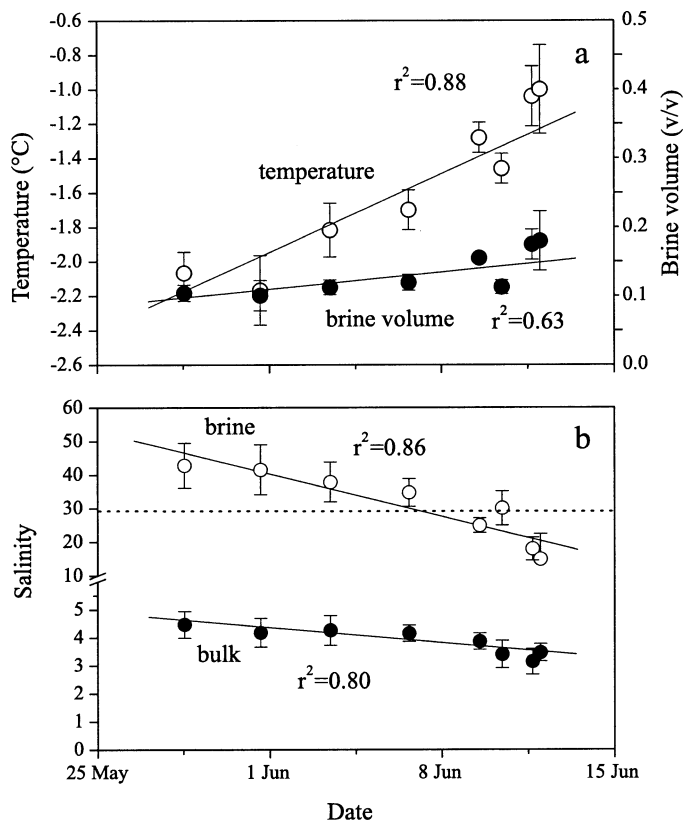 -0.6
-0.8
-1.0
-1.2
-1.4
-1.6
-1.8
-2.0
-2.2
-2.4
-2.6
Temperature (°C)
0.5
0.4
0.3
0.2
0.1
0.0
Brine volume (v/v)
a
r²=0.88
temperature
brine volume
r²=0.63
60
50
40
30
20
10
5
4
3
2
1
0
Salinity
b
brine
r²=0.86
bulk
r²=0.80
25 May
1 Jun
8 Jun
15 Jun
Date